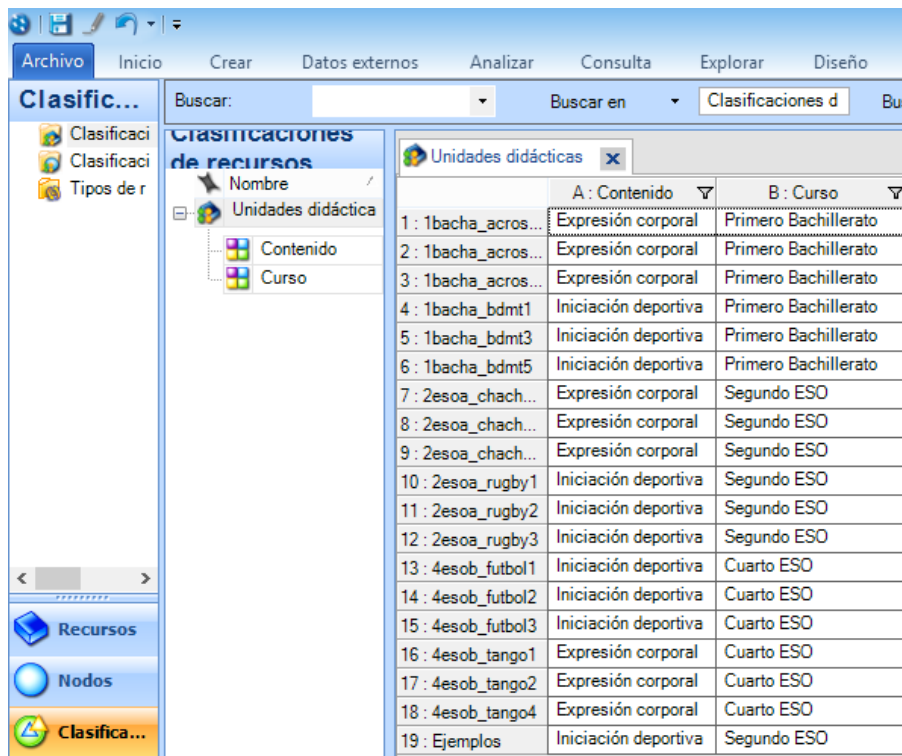 Archivo Inicio Crear Datos externos Analizar Consulta Explorar Diseño
Clasific... Buscar: Buscar en Clasificaciones d Bu
Clasificaci
Clasificaci
Tipos de r
Clasificaciones
de recursos
Nombre
Unidades didáctica
Contenido
Curso
Unidades didácticas x
A : Contenido B : Curso
1 : 1bacha_acros... Expresión corporal Primero Bachillerato
2 : 1bacha_acros... Expresión corporal Primero Bachillerato
3 : 1bacha_acros... Expresión corporal Primero Bachillerato
4 : 1bacha_bdmt1 Iniciación deportiva Primero Bachillerato
5 : 1bacha_bdmt3 Iniciación deportiva Primero Bachillerato
6 : 1bacha_bdmt5 Iniciación deportiva Primero Bachillerato
7 : 2esoa_chach... Expresión corporal Segundo ESO
8 : 2esoa_chach... Expresión corporal Segundo ESO
9 : 2esoa_chach... Expresión corporal Segundo ESO
10 : 2esoa_rugby1 Iniciación deportiva Segundo ESO
11 : 2esoa_rugby2 Iniciación deportiva Segundo ESO
12 : 2esoa_rugby3 Iniciación deportiva Segundo ESO
13 : 4esob_futbol1 Iniciación deportiva Cuarto ESO
14 : 4esob_futbol2 Iniciación deportiva Cuarto ESO
15 : 4esob_futbol3 Iniciación deportiva Cuarto ESO
16 : 4esob_tango1 Expresión corporal Cuarto ESO
17 : 4esob_tango2 Expresión corporal Cuarto ESO
18 : 4esob_tango4 Expresión corporal Cuarto ESO
19 : Ejemplos Iniciación deportiva Segundo ESO
Recursos
Nodos
Clasifica...